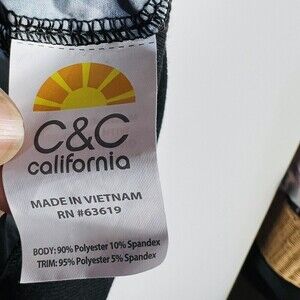 C&C
california
MADE IN VIETNAM
RN #63619
BODY: 90% Polyester 10% Spandex
TRIM: 95% Polyester 5% Spandex